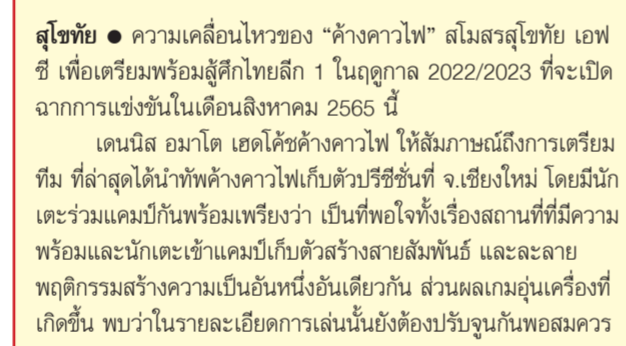 สุโขทัย ● ความเคลื่อนไหวของ “ค้างคาวไฟ” สโมสรสุโขทัย เอฟ
ซี เพื่อเตรียมพร้อมสู้ศึกไทยลีก 1 ในฤดูกาล 2022/2023 ที่จะเปิด
ฉากการแข่งขันในเดือนสิงหาคม 2565 นี้
เดนนิส อมาโต เฮดโค้ชค้างคาวไฟ ให้สัมภาษณ์ถึงการเตรียม
ทีม ที่ล่าสุดได้นำทัพค้างคาวไฟเก็บตัวปรีซีซั่นที่ จ.เชียงใหม่ โดยมีนัก
เตะร่วมแคมป์กันพร้อมเพรียงว่า เป็นที่พอใจทั้งเรื่องสถานที่ที่มีความ
พร้อมและนักเตะเข้าแคมป์เก็บตัวสร้างสายสัมพันธ์ และละลาย
พฤติกรรมสร้างความเป็นอันหนึ่งอันเดียวกัน ส่วนผลเกมอุ่นเครื่องที่
เกิดขึ้น พบว่าในรายละเอียดการเล่นนั้นยังต้องปรับจูนกันพอสมควร